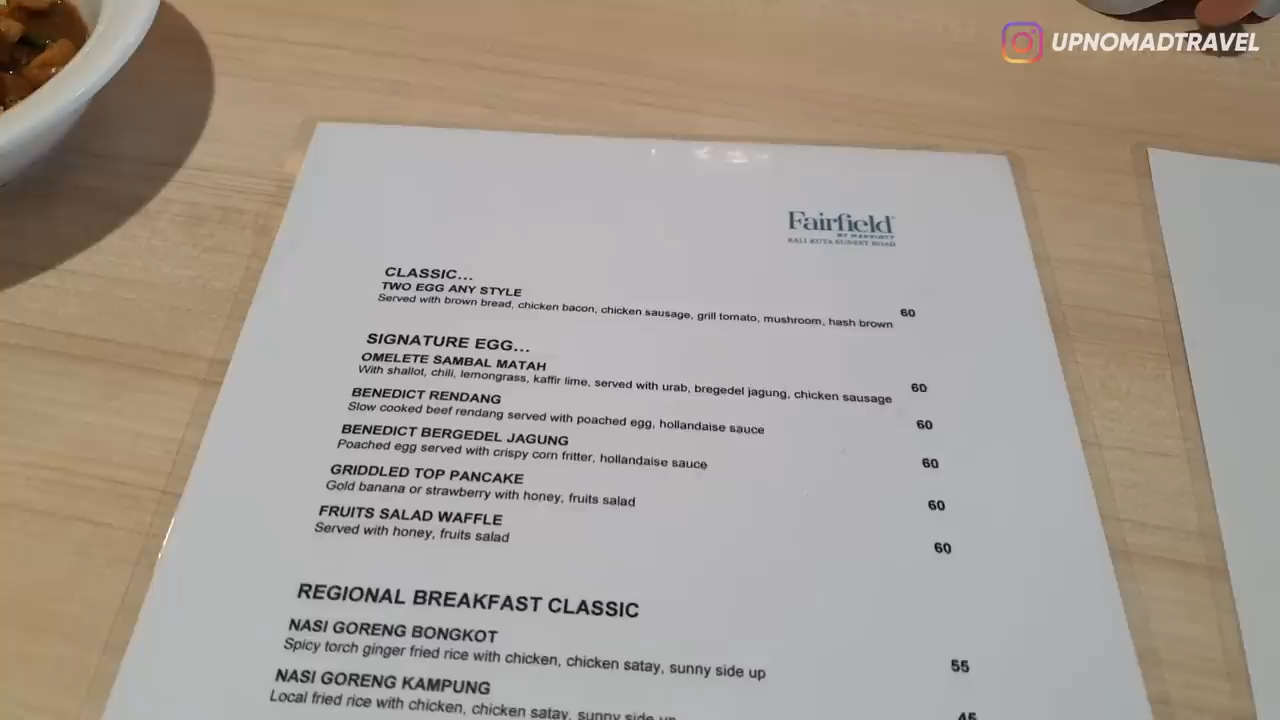 UPNOMADTRAVEL
Fairfield
BY MARRIOTT
BALI KUTA SUNSET ROAD
CLASSIC...
TWO EGG ANY STYLE
Served with brown bread, chicken bacon, chicken sausage, grill tomato, mushroom, hash brown 60
SIGNATURE EGG...
OMELETE SAMBAL MATAH
With shallot, chili, lemongrass, kaffir lime, served with urab, bregedel jagung, chicken sausage 60
BENEDICT RENDANG
Slow cooked beef rendang served with poached egg, hollandaise sauce 60
BENEDICT BERGEDEL JAGUNG
Poached egg served with crispy corn fritter, hollandaise sauce 60
GRIDDLED TOP PANCAKE
Gold banana or strawberry with honey, fruits salad 60
FRUITS SALAD WAFFLE
Served with honey, fruits salad 60
REGIONAL BREAKFAST CLASSIC
NASI GORENG BONGKOT
Spicy torch ginger fried rice with chicken, chicken satay, sunny side up 55
NASI GORENG KAMPUNG
Local fried rice with chicken, chicken satay, sunny side up 45